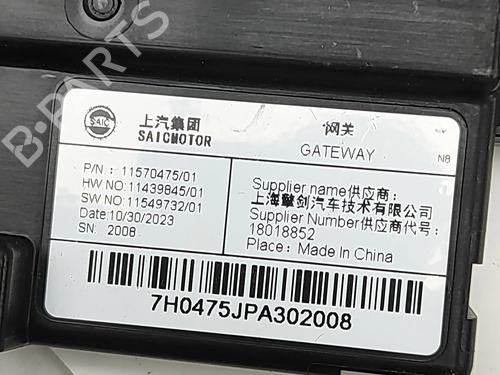 SAIC
上汽集团
SAICMOTOR
网关
GATEWAY
N8
P/N : 11570475/01
HW NO: 11439845/01
SW NO: 11549732/01
Date: 10/30/2023
SN: 2008
Supplier name供应商:
上海擎剑汽车技术有限公司
Supplier Number供应商代号:
18018852
Place: Made In China
7H0475JPA302008
B-PARTS